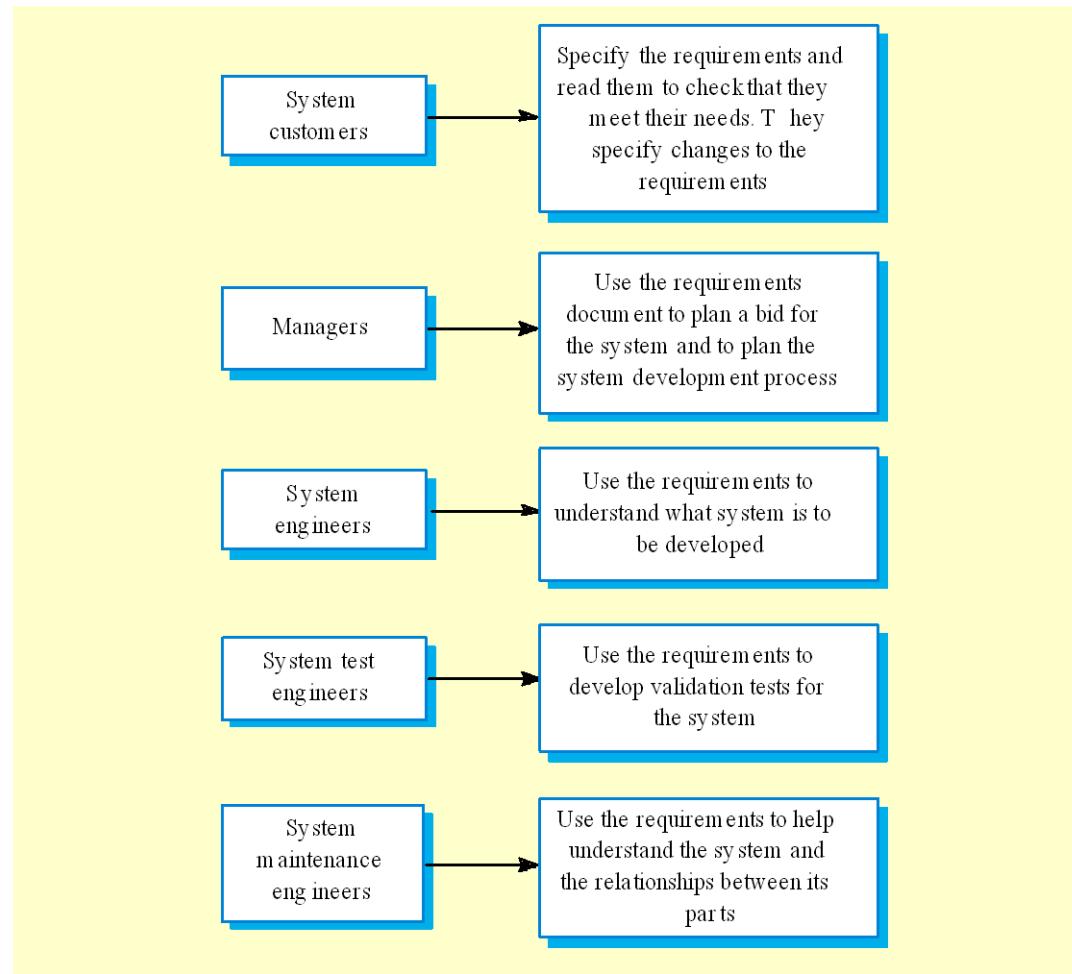 System
customers
Specify the requirements and
read them to check that they
meet their needs. T hey
specify changes to the
requirements
Managers
Use the requirements
document to plan a bid for
the system and to plan the
system development process
System
engineers
Use the requirements to
understand what system is to
be developed
System test
engineers
Use the requirements to
develop validation tests for
the system
System
maintenance
engineers
Use the requirements to help
understand the system and
the relationships between its
parts